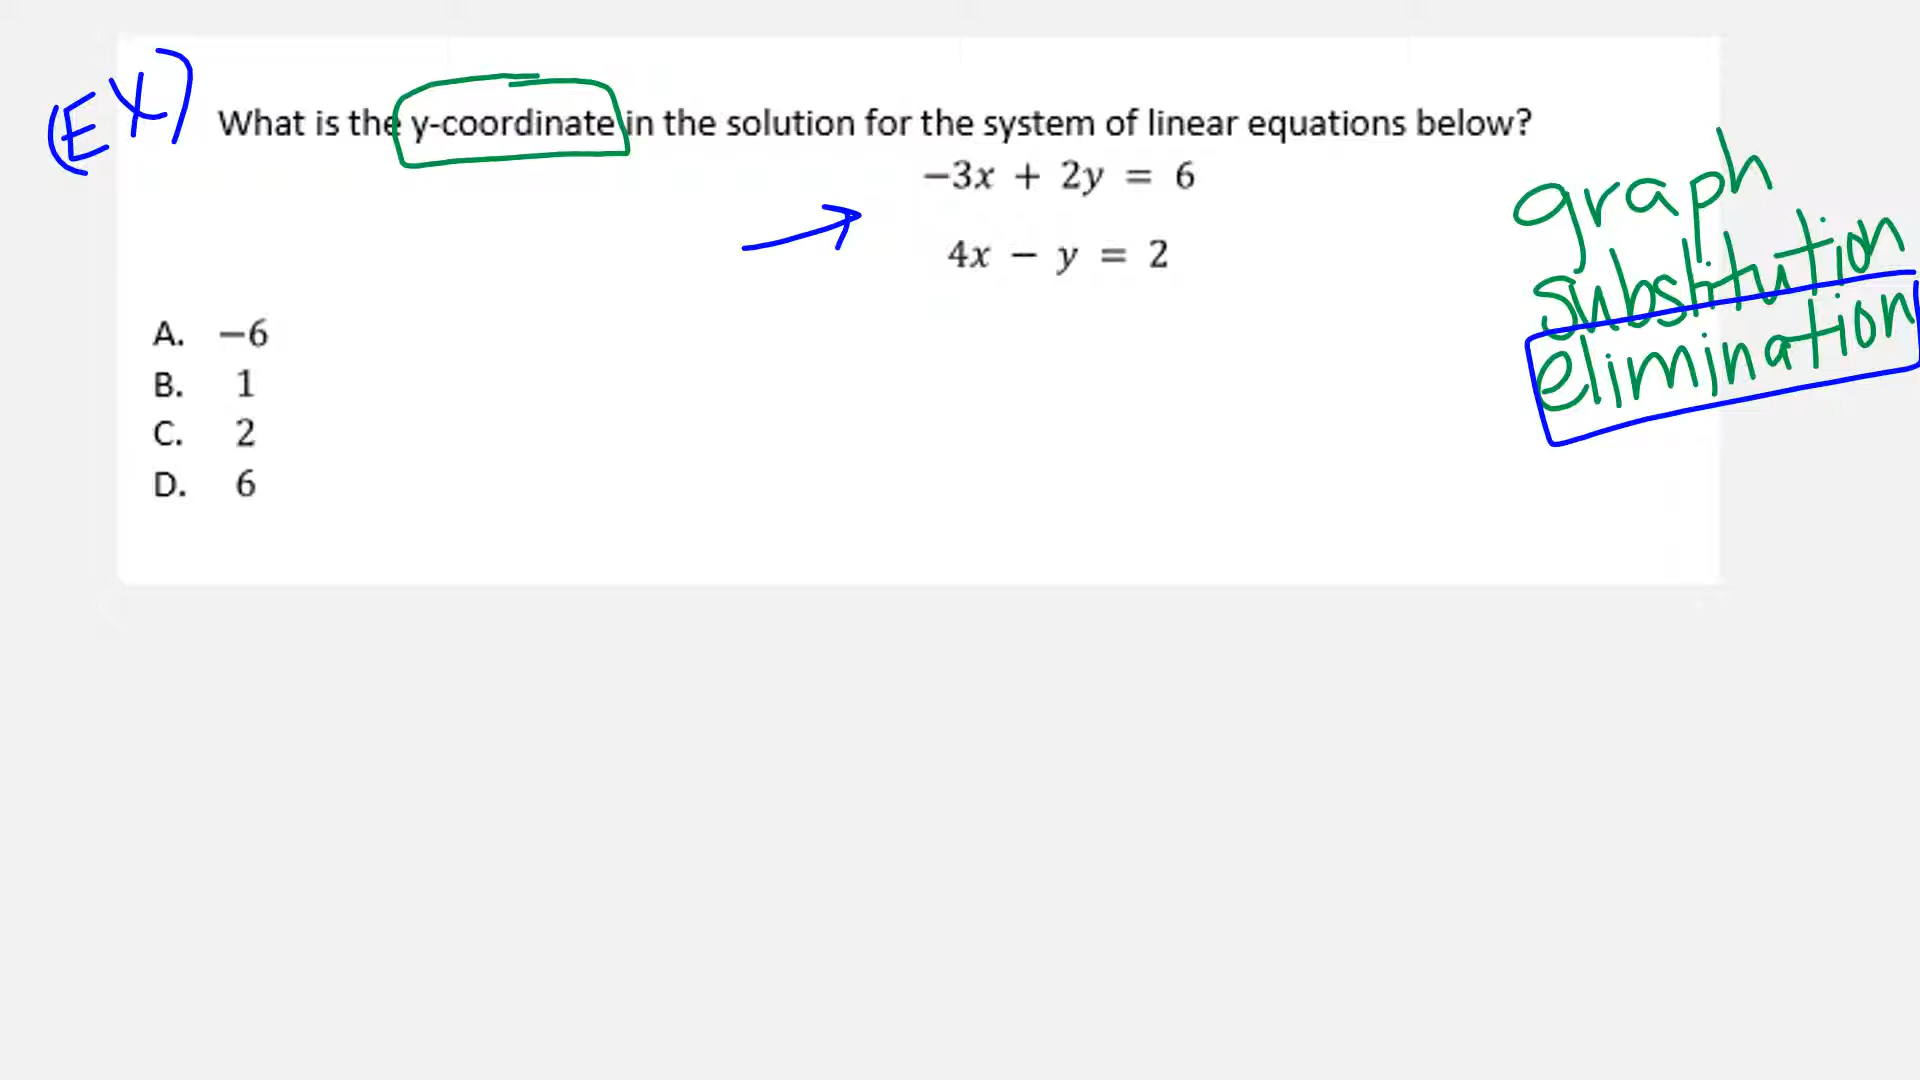 (EX) What is the y-coordinate in the solution for the system of linear equations below?
−3x + 2y = 6
4x − y = 2
graph
substitution
elimination
A. −6
B. 1
C. 2
D. 6